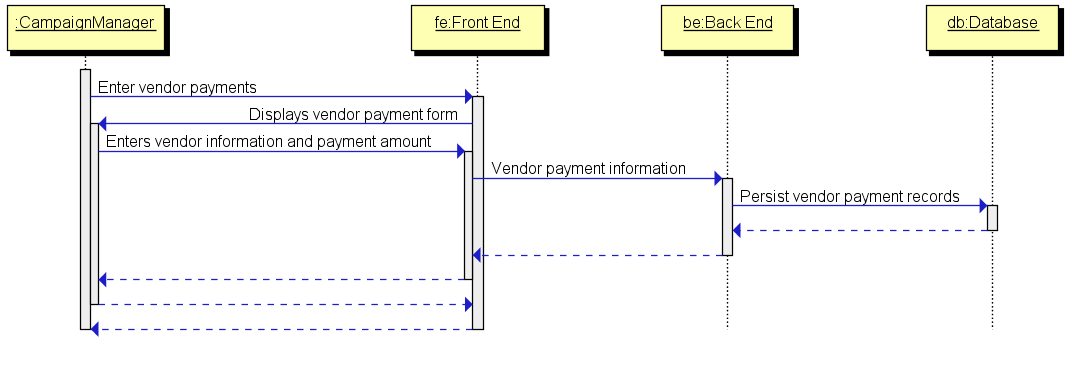 :CampaignManager
fe:Front End
be:Back End
db:Database
Enter vendor payments
Displays vendor payment form
Enters vendor information and payment amount
Vendor payment information
Persist vendor payment records